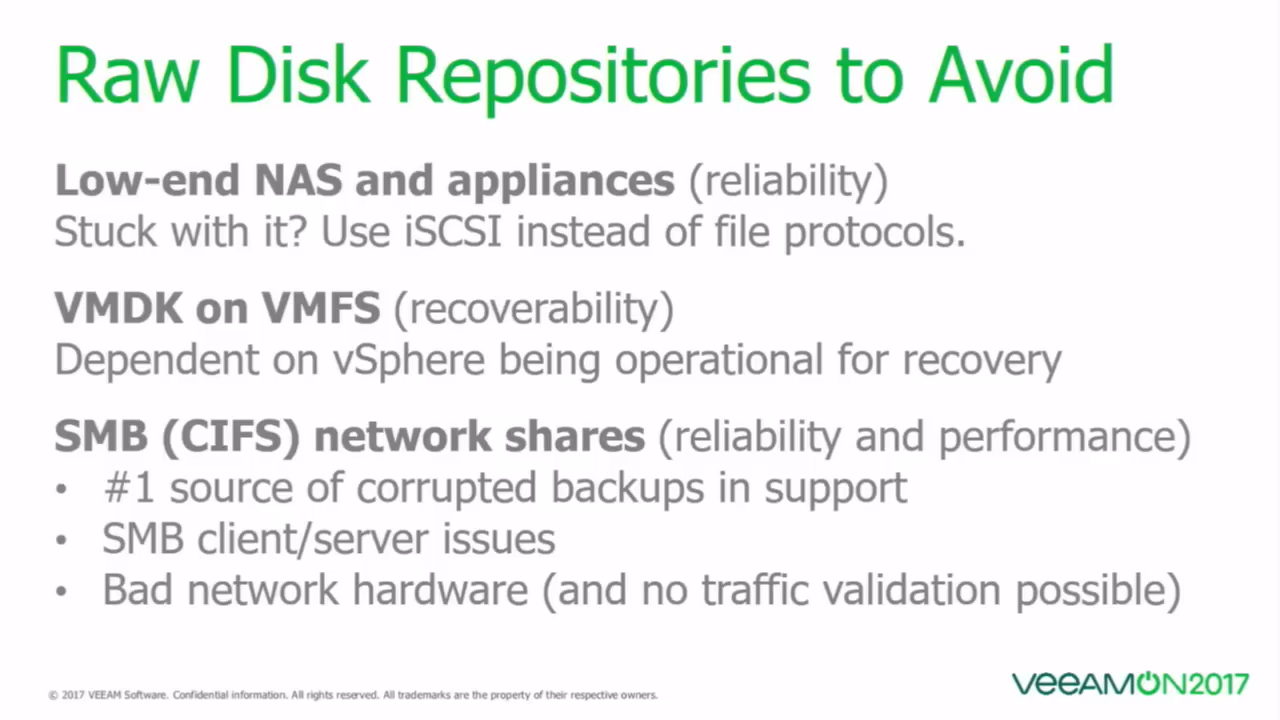 Raw Disk Repositories to Avoid
Low-end NAS and appliances (reliability)
Stuck with it? Use iSCSI instead of file protocols.
VMDK on VMFS (recoverability)
Dependent on vSphere being operational for recovery
SMB (CIFS) network shares (reliability and performance)
• #1 source of corrupted backups in support
• SMB client/server issues
• Bad network hardware (and no traffic validation possible)
© 2017 VEEAM Software. Confidential information. All rights reserved. All trademarks are the property of their respective owners.
VEEAMON2017